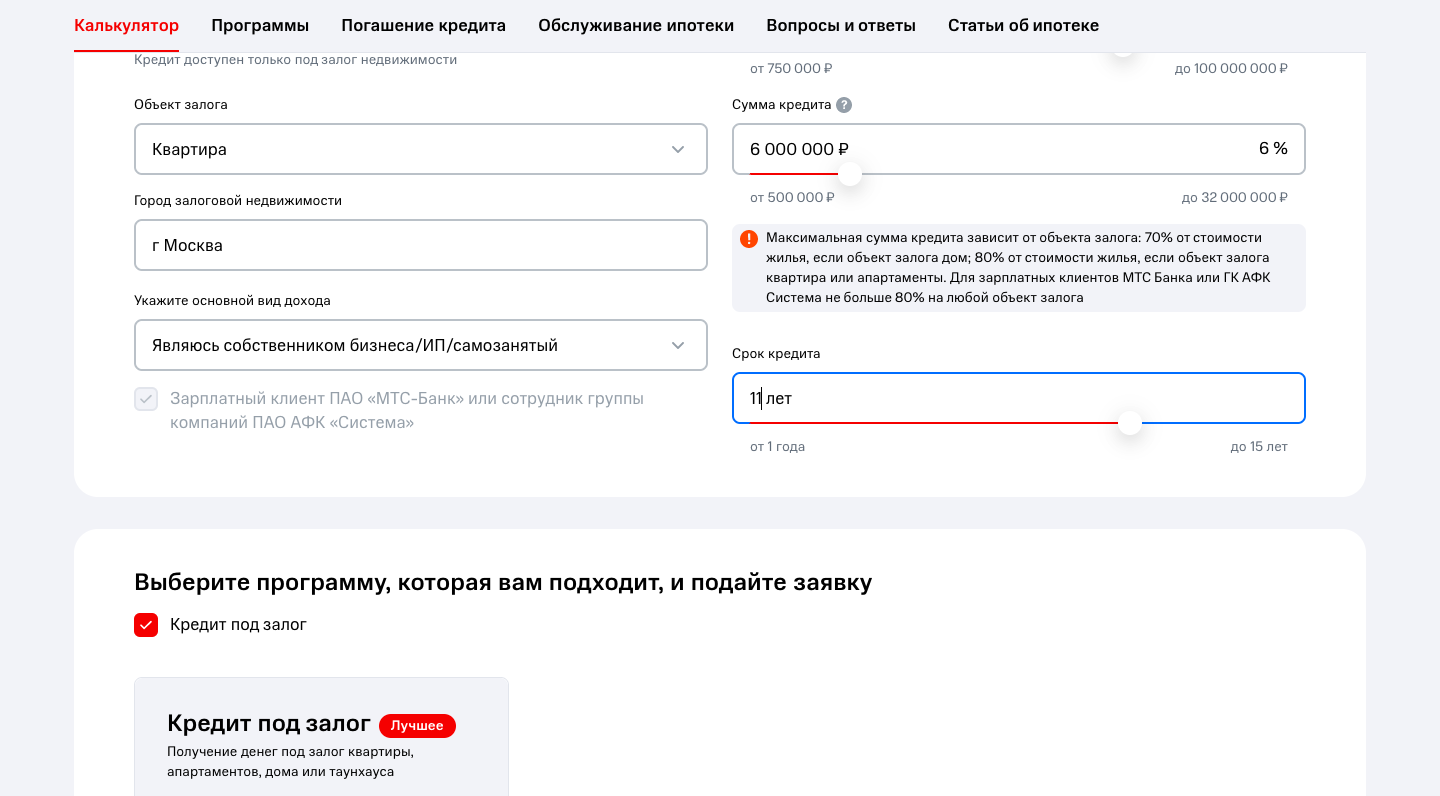 Калькулятор
Программы
Погашение кредита
Обслуживание ипотеки
Вопросы и ответы
Статьи об ипотеке
Кредит доступен только под залог недвижимости
от 750 000 ₽
до 100 000 000 ₽
Объект залога
Квартира
Город залоговой недвижимости
г Москва
Укажите основной вид дохода
Являюсь собственником бизнеса/ИП/самозанятый
Зарплатный клиент ПАО «МТС-Банк» или сотрудник группы
компаний ПАО АФК «Система»
Сумма кредита ?
6 000 000 ₽
6 %
от 500 000 ₽
до 32 000 000 ₽
Максимальная сумма кредита зависит от объекта залога: 70% от стоимости
жилья, если объект залога дом; 80% от стоимости жилья, если объект залога
квартира или апартаменты. Для зарплатных клиентов МТС Банка или ГК АФК
Система не больше 80% на любой объект залога
Срок кредита
11 лет
от 1 года
до 15 лет
Выберите программу, которая вам подходит, и подайте заявку
Кредит под залог
Кредит под залог
Лучшее
Получение денег под залог квартиры,
апартаментов, дома или таунхауса